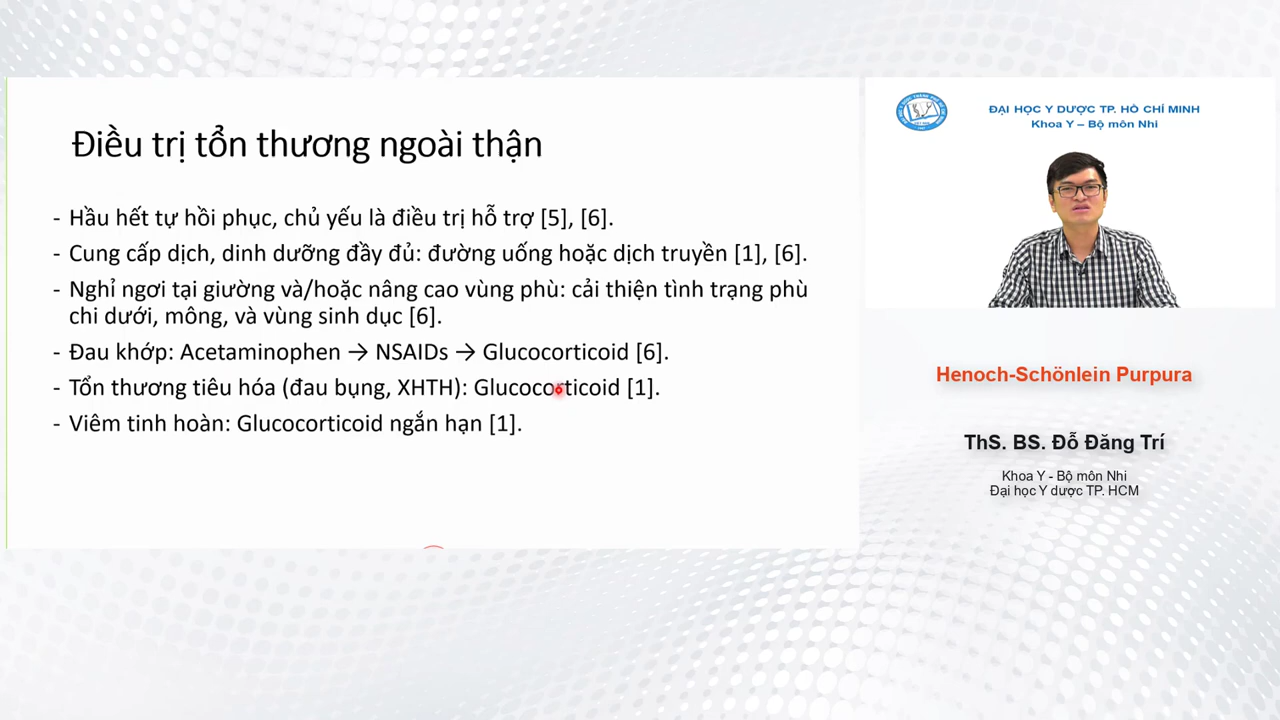 Điều trị tổn thương ngoài thận
- Hầu hết tự hồi phục, chủ yếu là điều trị hỗ trợ [5], [6].
- Cung cấp dịch, dinh dưỡng đầy đủ: đường uống hoặc dịch truyền [1], [6].
- Nghỉ ngơi tại giường và/hoặc nâng cao vùng phù: cải thiện tình trạng phù
chi dưới, mông, và vùng sinh dục [6].
- Đau khớp: Acetaminophen → NSAIDs → Glucocorticoid [6].
- Tổn thương tiêu hóa (đau bụng, XHTH): Glucocorticoid [1].
- Viêm tinh hoàn: Glucocorticoid ngắn hạn [1].
ĐẠI HỌC Y DƯỢC TP. HỒ CHÍ MINH
Khoa Y – Bộ môn Nhi
Henoch-Schönlein Purpura
ThS. BS. Đỗ Đăng Trí
Khoa Y - Bộ môn Nhi
Đại học Y dược TP. HCM